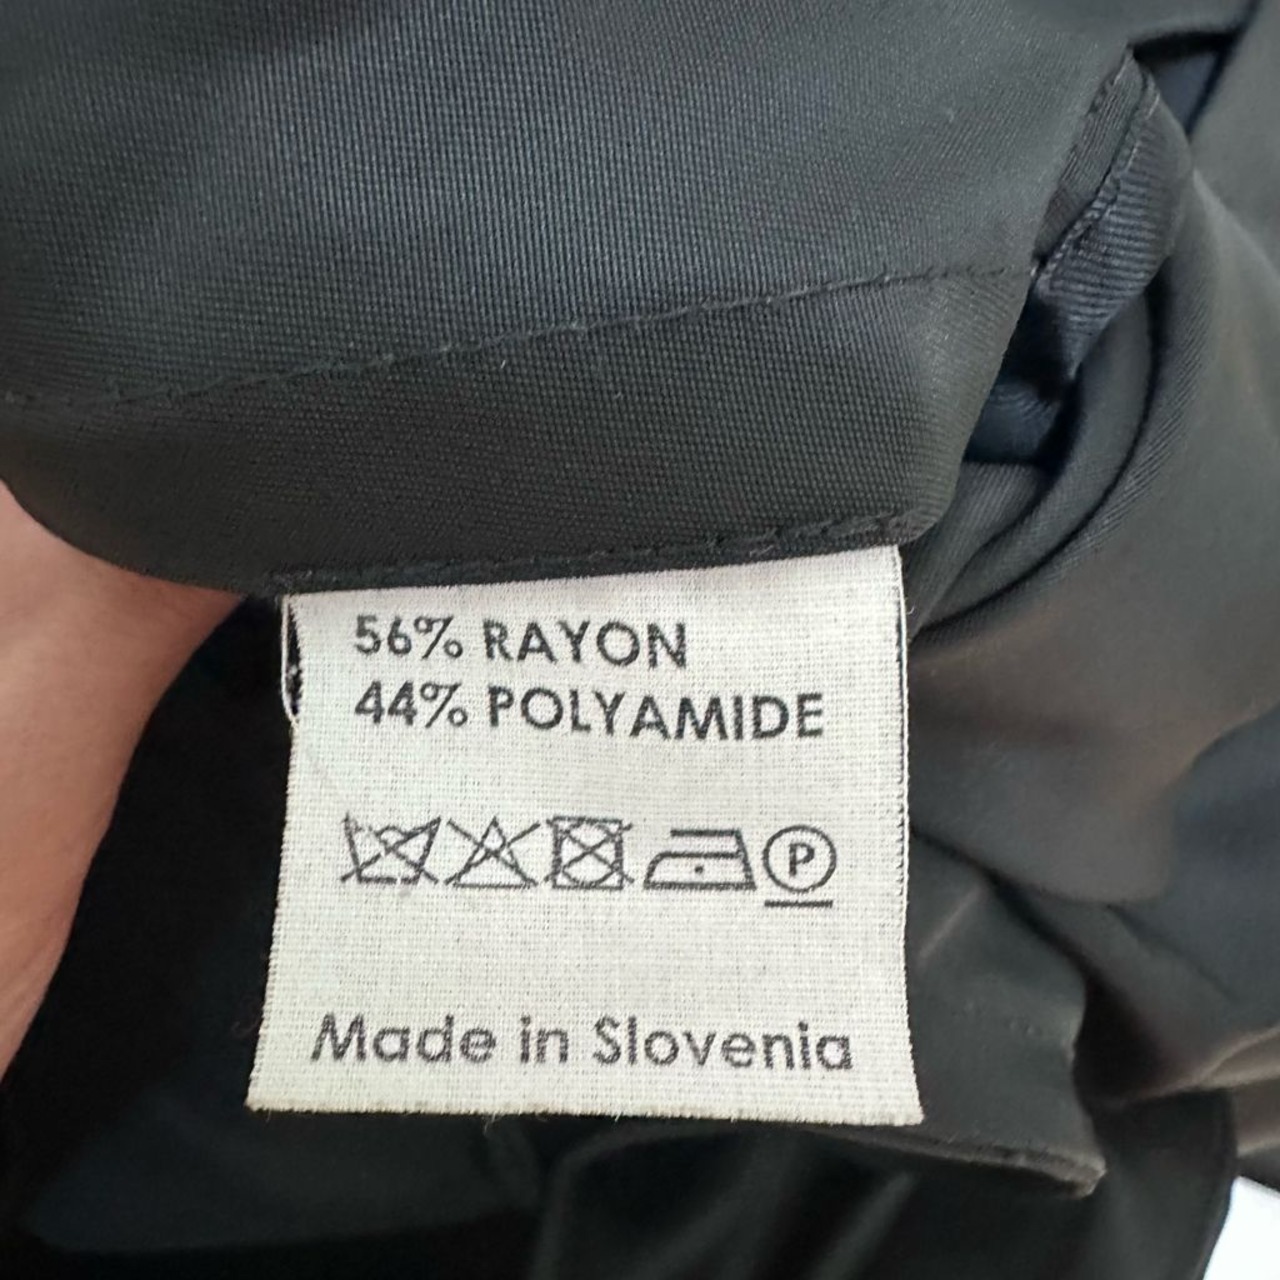 56% RAYON
44% POLYAMIDE
P
Made in Slovenia